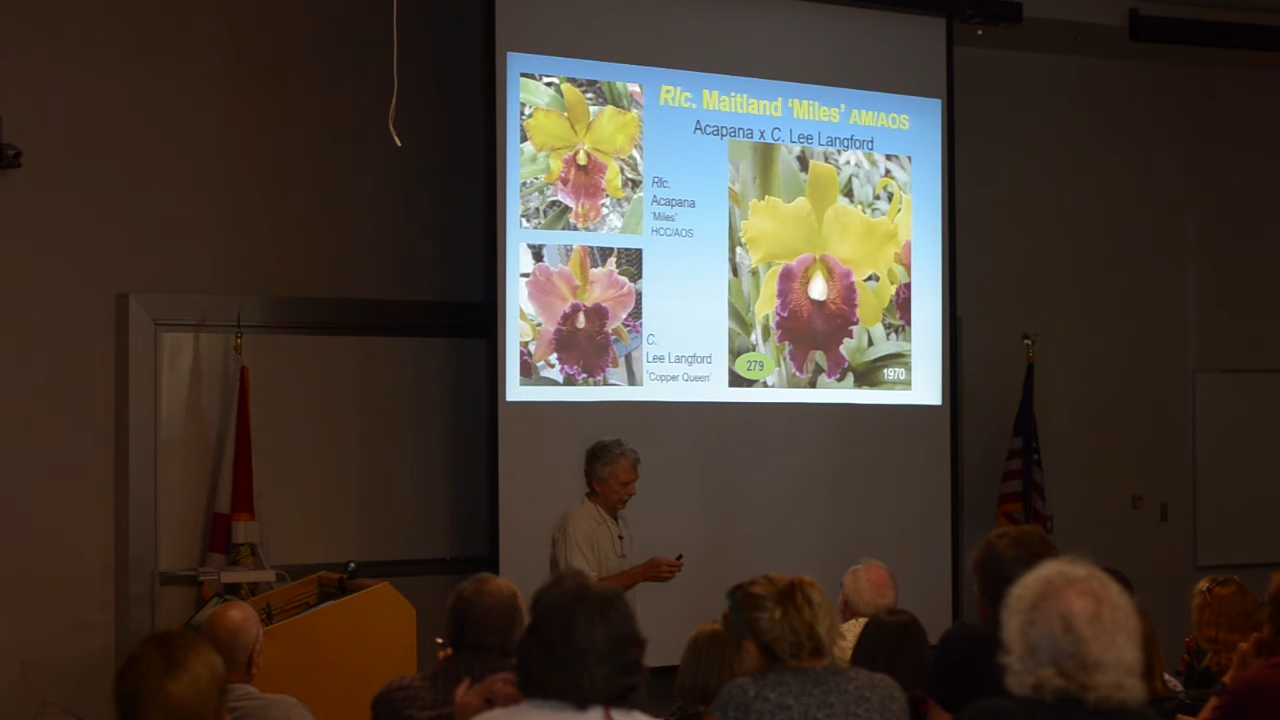 Rlc. Maitland ‘Miles’ AM/AOS
Acapana x C. Lee Langford
Rlc.
Acapana
‘Miles’
HCC/AOS
C.
Lee Langford
‘Copper Queen’
279
1970